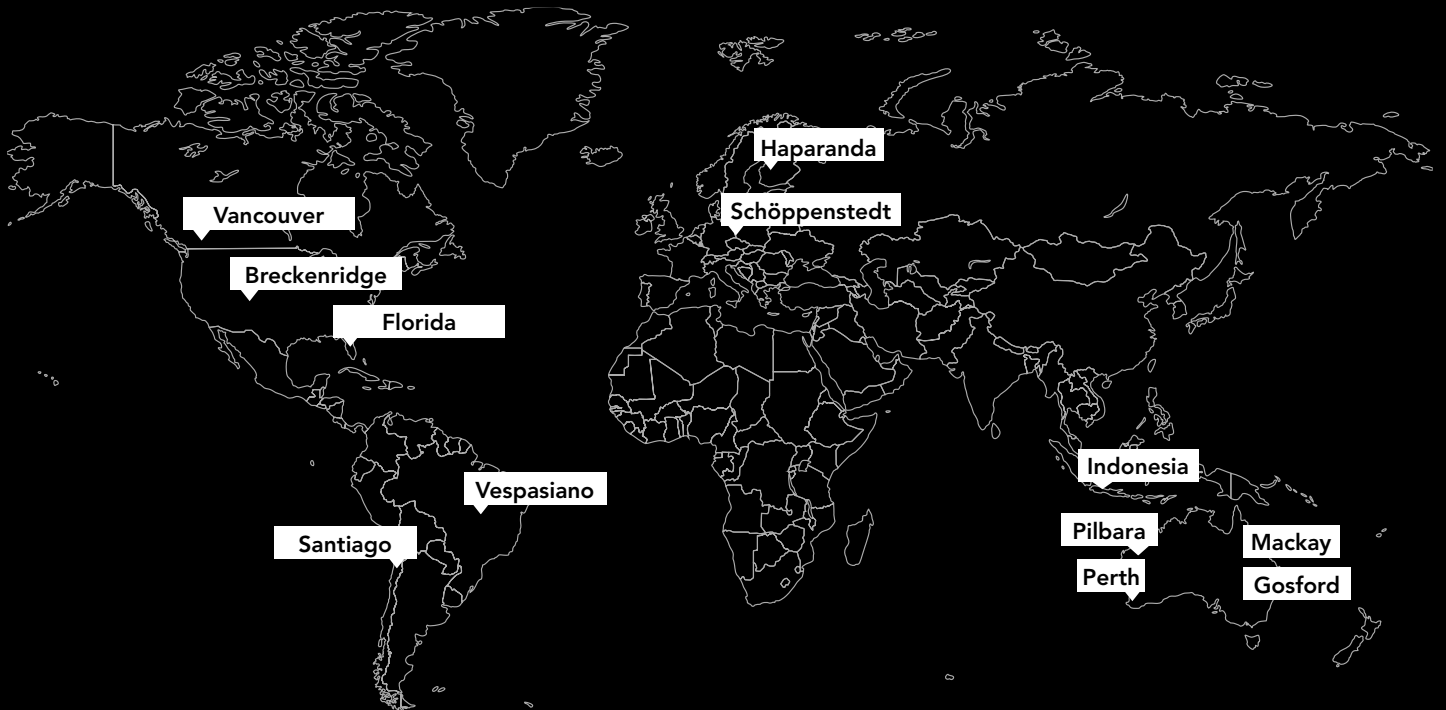 Haparanda
Schöppenstedt
Vancouver
Breckenridge
Florida
Indonesia
Vespasiano
Pilbara
Mackay
Santiago
Perth
Gosford